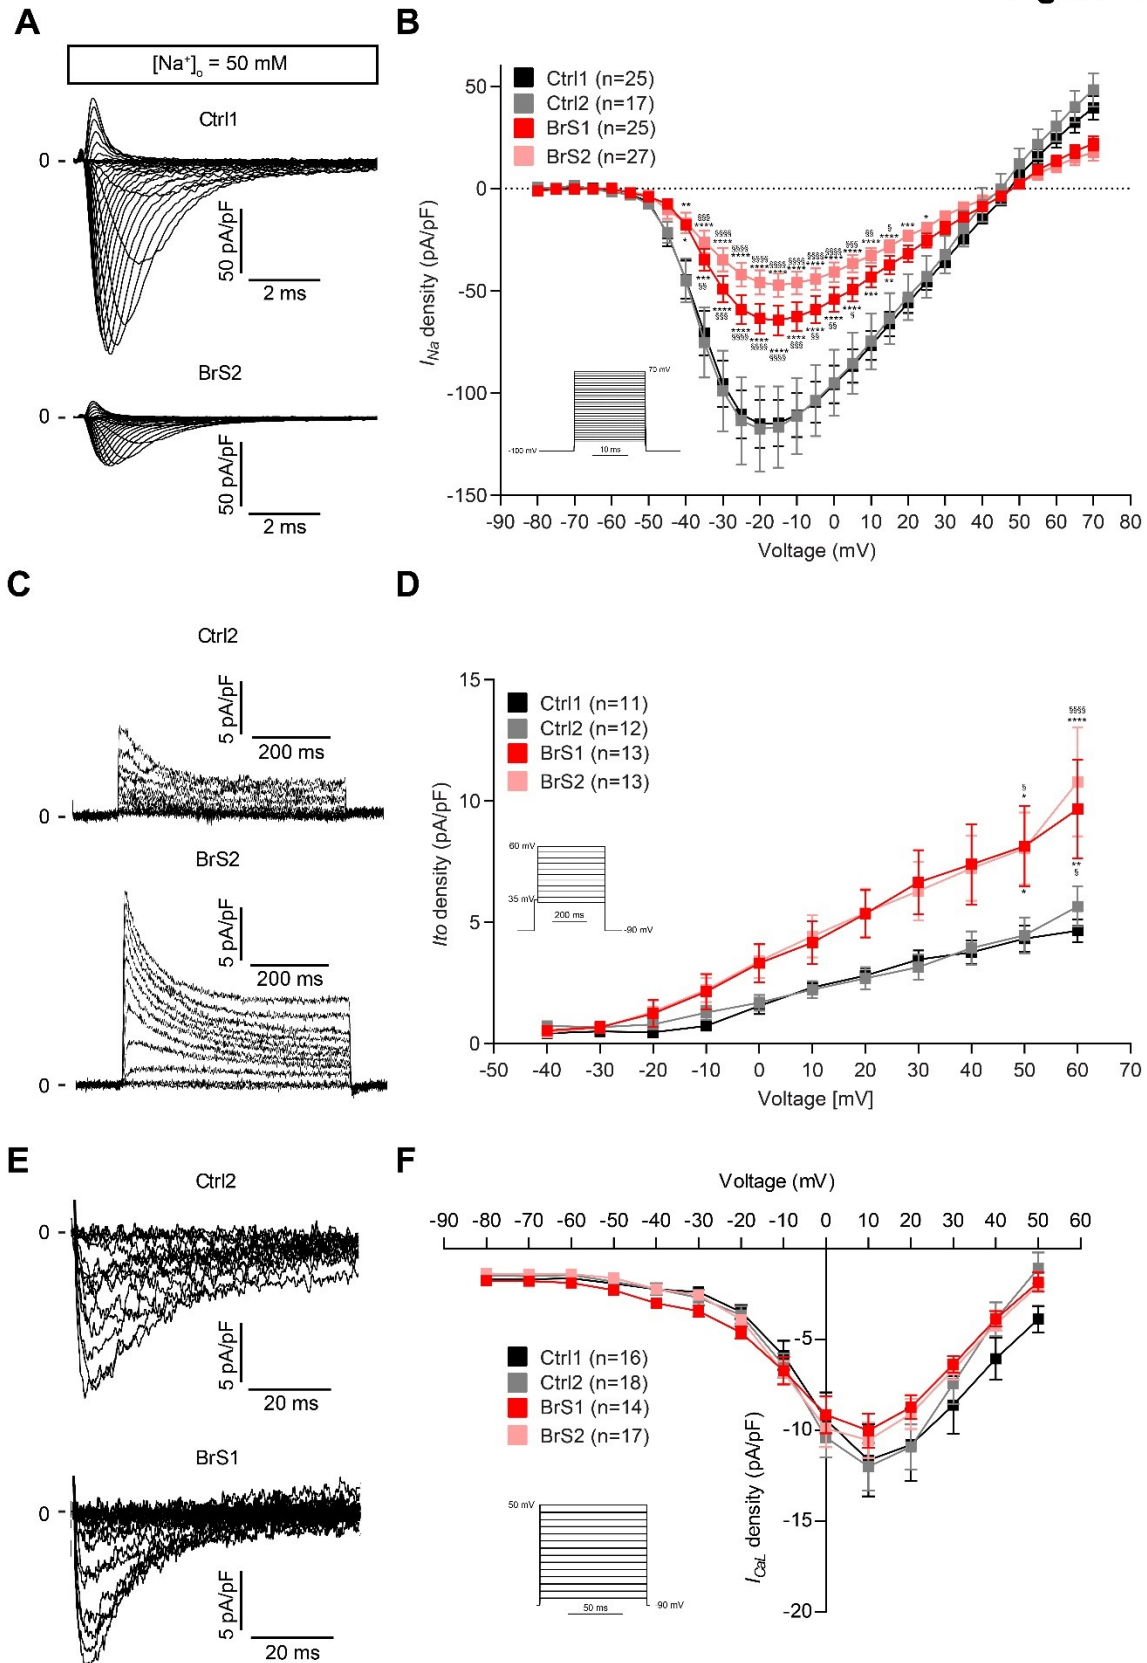 A
[Na⁺]ₒ = 50 mM
Ctrl1
0 -
50 pA/pF
2 ms
BrS2
0 -
50 pA/pF
2 ms
B
Ctrl1 (n=25)
Ctrl2 (n=17)
BrS1 (n=25)
BrS2 (n=27)
I_Na density (pA/pF)
50
0
-50
-100
-150
-90 -80 -70 -60 -50 -40 -30 -20 -10 0 10 20 30 40 50 60 70 80
Voltage (mV)
70 mV
-100 mV
10 ms
C
Ctrl2
5 pA/pF
200 ms
0 -
BrS2
5 pA/pF
200 ms
0 -
D
Ctrl1 (n=11)
Ctrl2 (n=12)
BrS1 (n=13)
BrS2 (n=13)
Ito density (pA/pF)
15
10
5
0
§§§§
****
§
*
*
**
§
60 mV
35 mV
200 ms
-90 mV
-50 -40 -30 -20 -10 0 10 20 30 40 50 60 70
Voltage [mV]
E
Ctrl2
0 -
5 pA/pF
20 ms
BrS1
0 -
5 pA/pF
20 ms
F
Voltage (mV)
-90 -80 -70 -60 -50 -40 -30 -20 -10 0 10 20 30 40 50 60
-5
-10
-15
-20
I_CaL density (pA/pF)
Ctrl1 (n=16)
Ctrl2 (n=18)
BrS1 (n=14)
BrS2 (n=17)
50 mV
50 ms
-90 mV